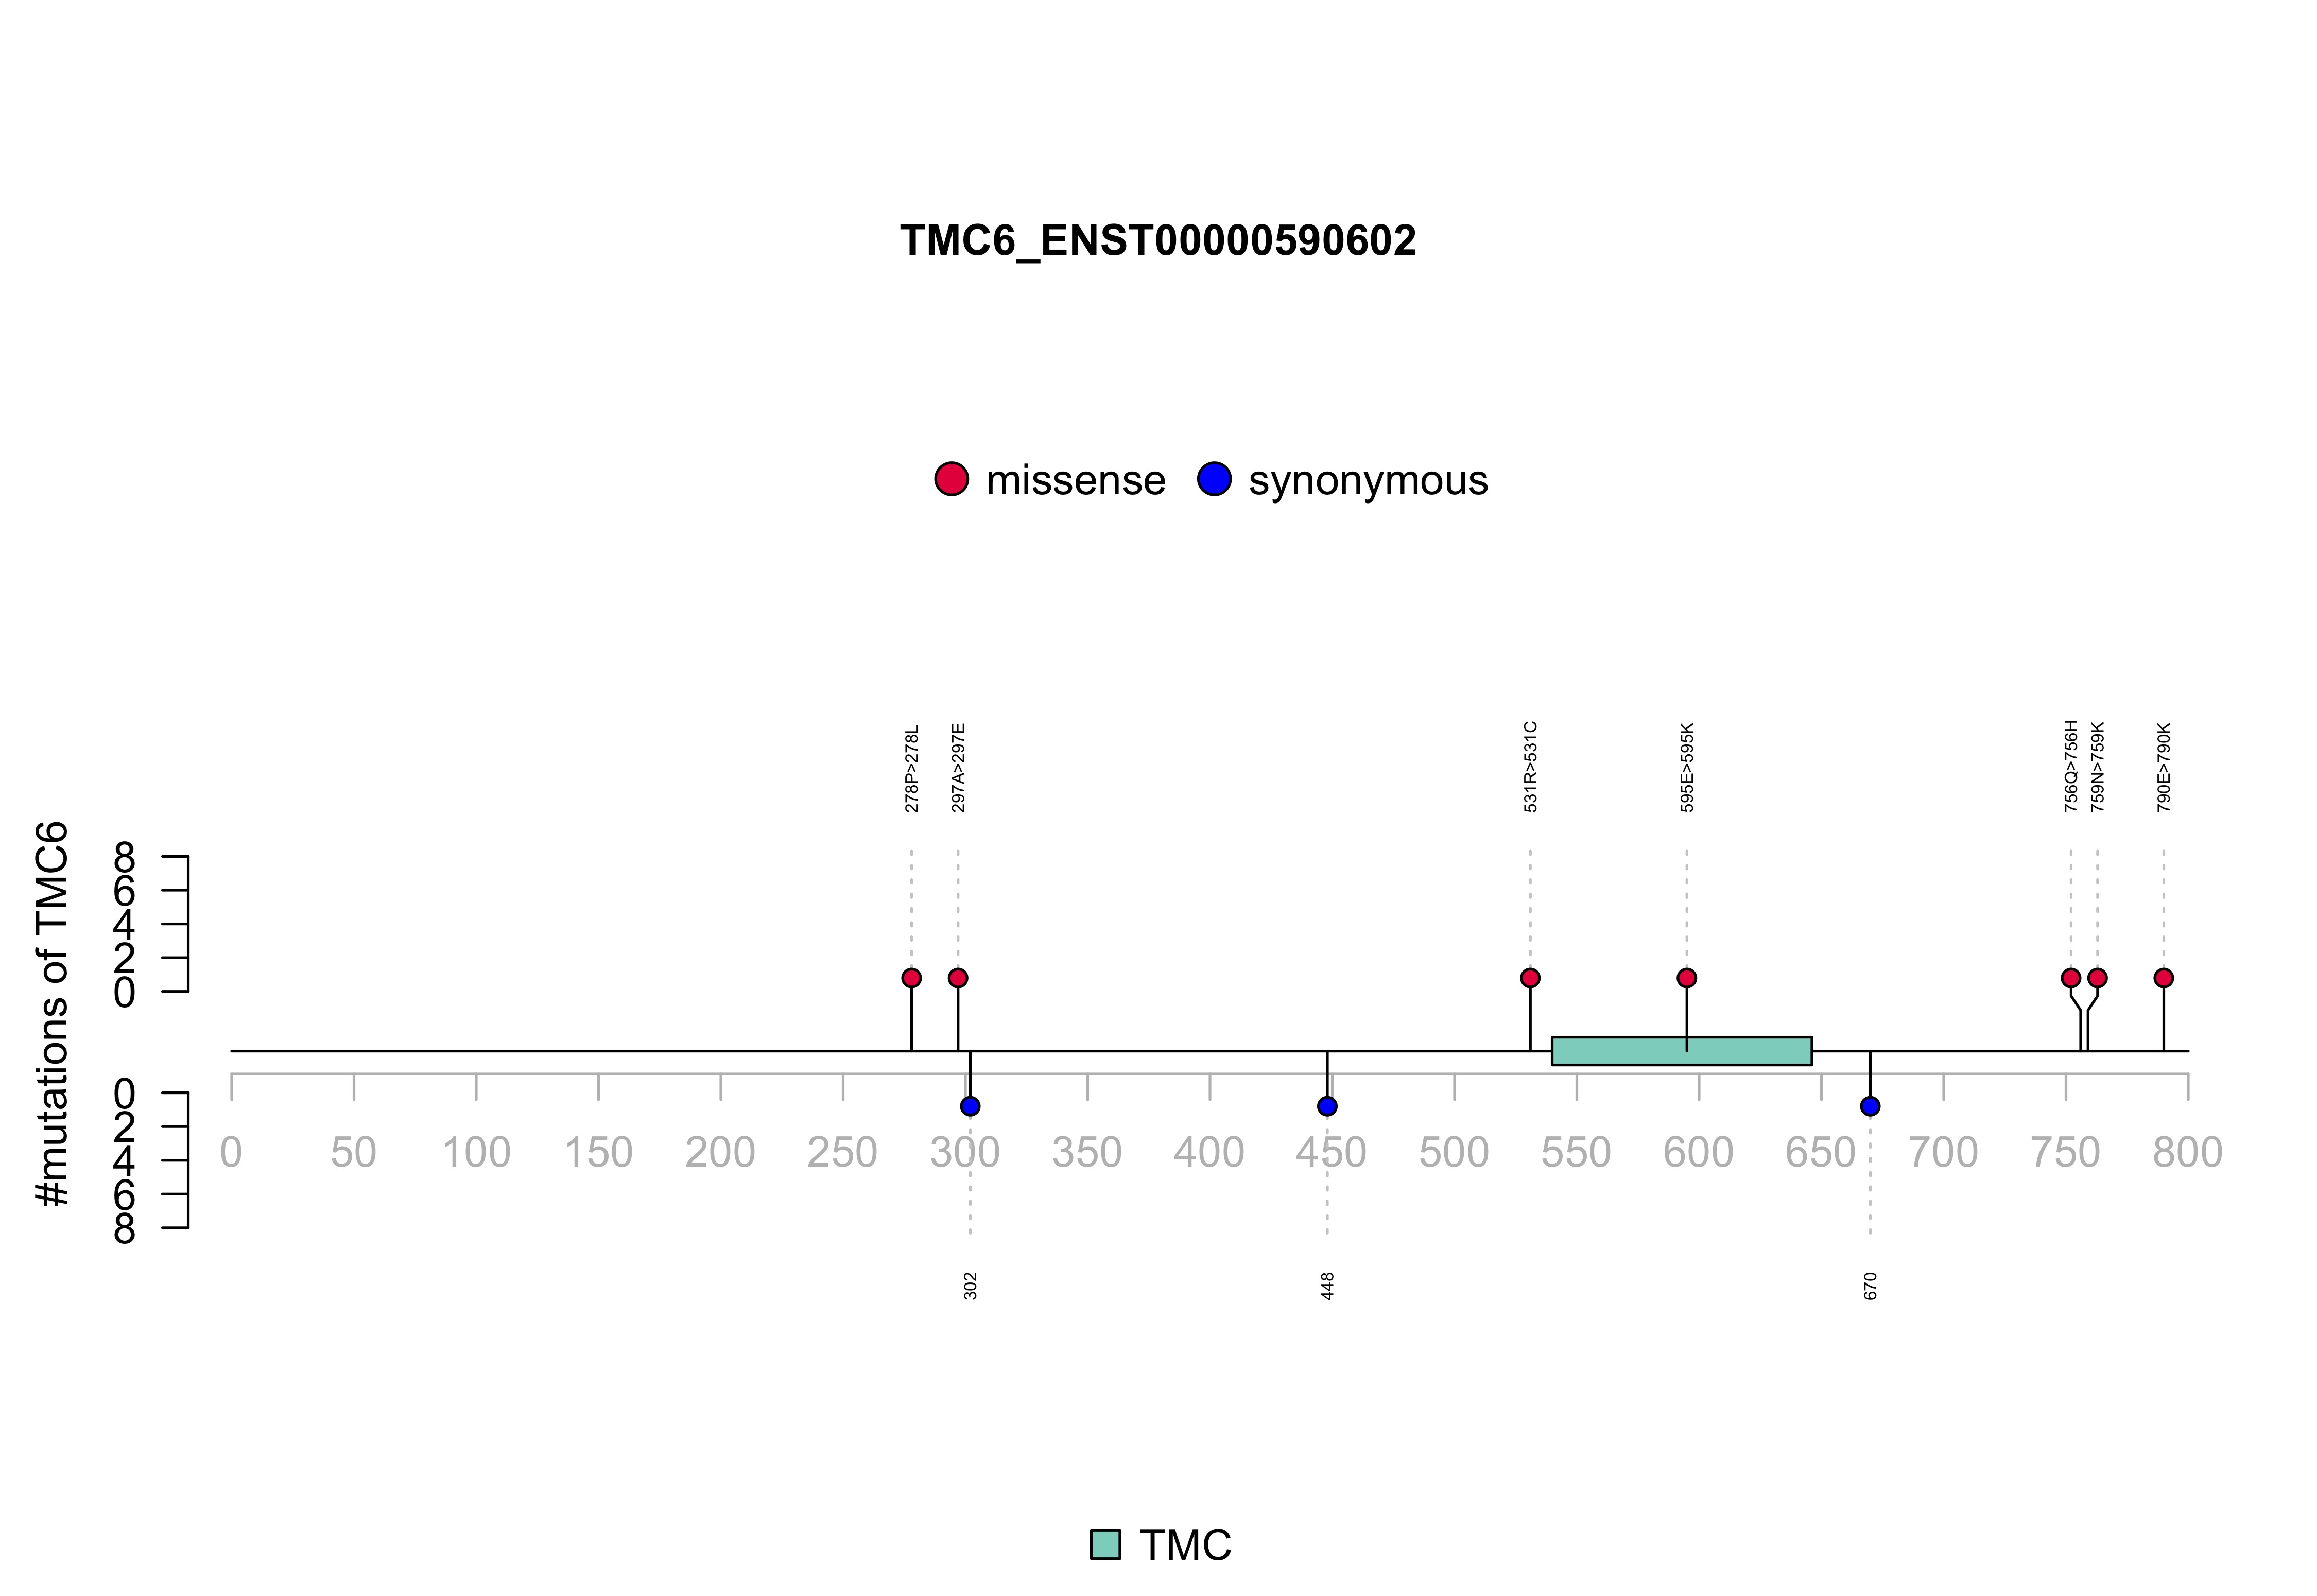 TMC6_ENST00000590602
missense synonymous
278P>278L
297A>297E
531R>531C
595E>595K
756Q>756H
759N>759K
790E>790K
#mutations of TMC6
8
6
4
2
0
0
2
4
6
8
0 50 100 150 200 250 300 350 400 450 500 550 600 650 700 750 800
302
448
670
TMC